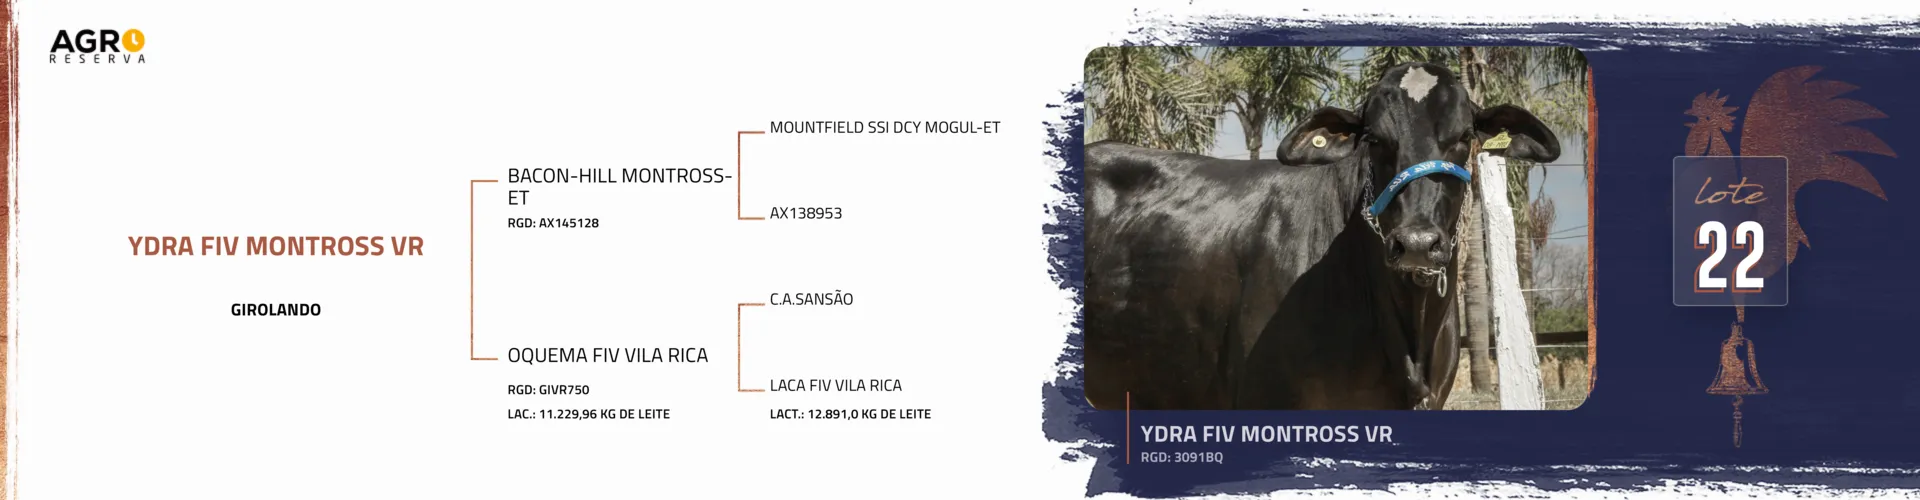 AGRO
RESERVA
YDRA FIV MONTROSS VR
GIROLANDO
BACON-HILL MONTROSS-
ET
RGD: AX145128
OQUEMA FIV VILA RICA
RGD: GIVR750
LAC.: 11.229,96 KG DE LEITE
MOUNTFIELD SSI DCY MOGUL-ET
AX138953
C.A.SANSÃO
LACA FIV VILA RICA
LACT.: 12.891,0 KG DE LEITE
lote
22
YDRA FIV MONTROSS VR
RGD: 3091BQ